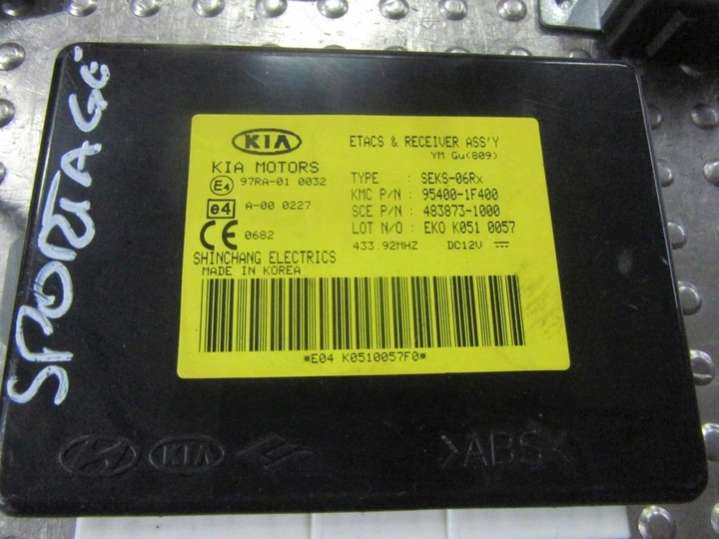 SPORTAGE
KIA
KIA MOTORS
E4 97RA-01 0032
e4 A-00 0227
CE 0682
SHINCHANG ELECTRICS
MADE IN KOREA
ETACS & RECEIVER ASS'Y
YM Gu(809)
TYPE : SEKS-06Rx
KMC P/N : 95400-1F400
SCE P/N : 483873-1000
LOT N/O : EKO K051 0057
433.92MHZ DC12V
*E04 K0510057F0*
KIA
>ABS<